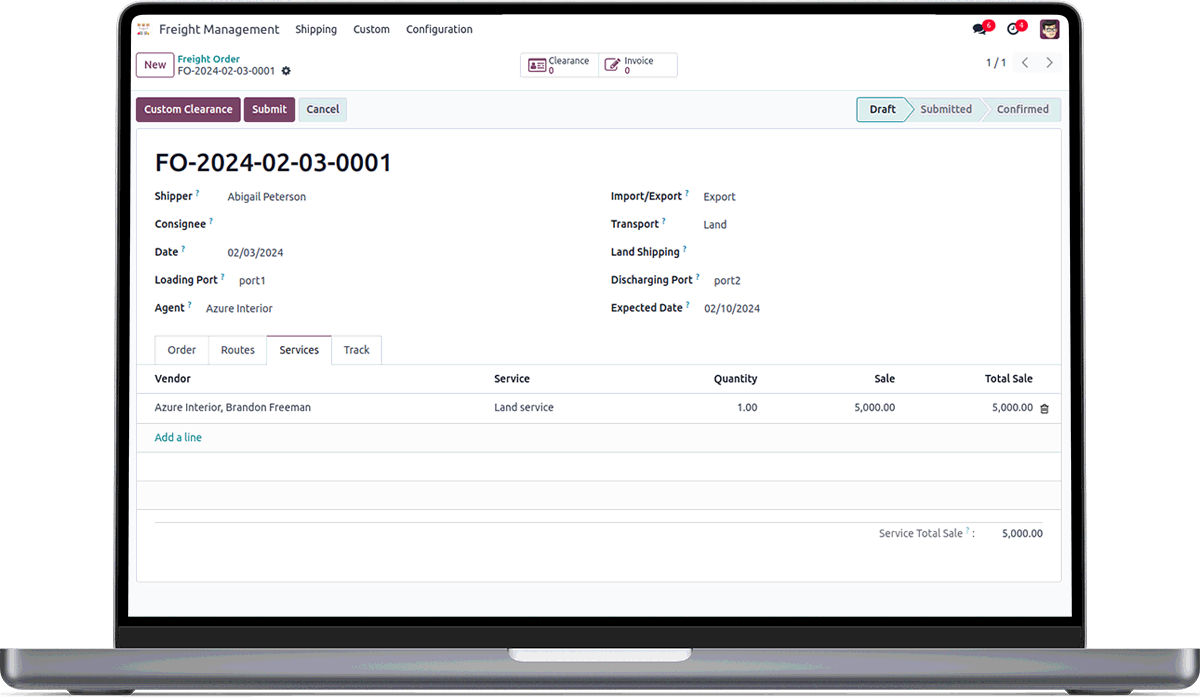 Freight Management Shipping Custom Configuration 6 4
New Freight Order Clearance Invoice
FO-2024-02-03-0001 0 0 1 / 1
Custom Clearance Submit Cancel Draft Submitted Confirmed
FO-2024-02-03-0001
Shipper ? Abigail Peterson Import/Export ? Export
Consignee ? Transport ? Land
Date ? 02/03/2024 Land Shipping ?
Loading Port ? port1 Discharging Port ? port2
Agent ? Azure Interior Expected Date ? 02/10/2024
Order Routes Services Track
Vendor Service Quantity Sale Total Sale
Azure Interior, Brandon Freeman Land service 1.00 5,000.00 5,000.00
Add a line
Service Total Sale ? : 5,000.00